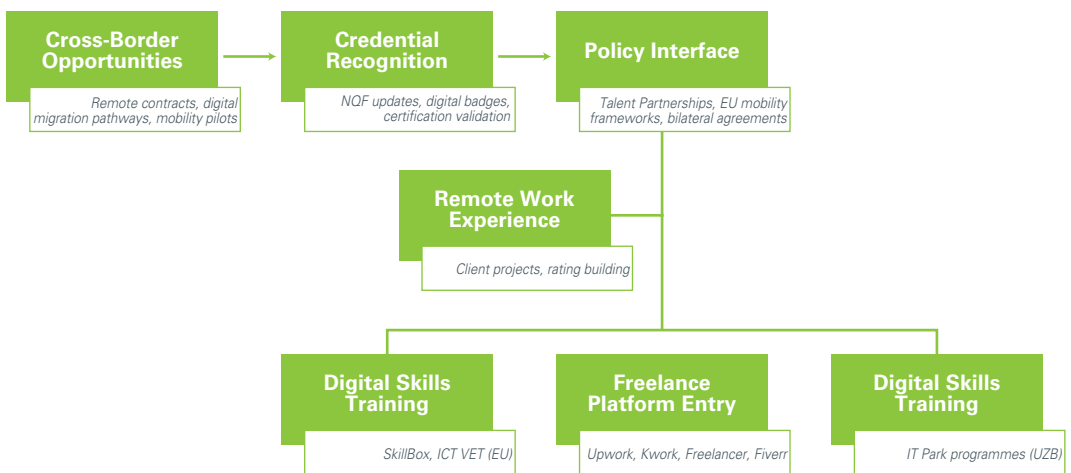 Cross-Border
Opportunities
Remote contracts, digital
migration pathways, mobility pilots
Credential
Recognition
NQF updates, digital badges,
certification validation
Policy Interface
Talent Partnerships, EU mobility
frameworks, bilateral agreements
Remote Work
Experience
Client projects, rating building
Digital Skills
Training
SkillBox, ICT VET (EU)
Freelance
Platform Entry
Upwork, Kwork, Freelancer, Fiverr
Digital Skills
Training
IT Park programmes (UZB)